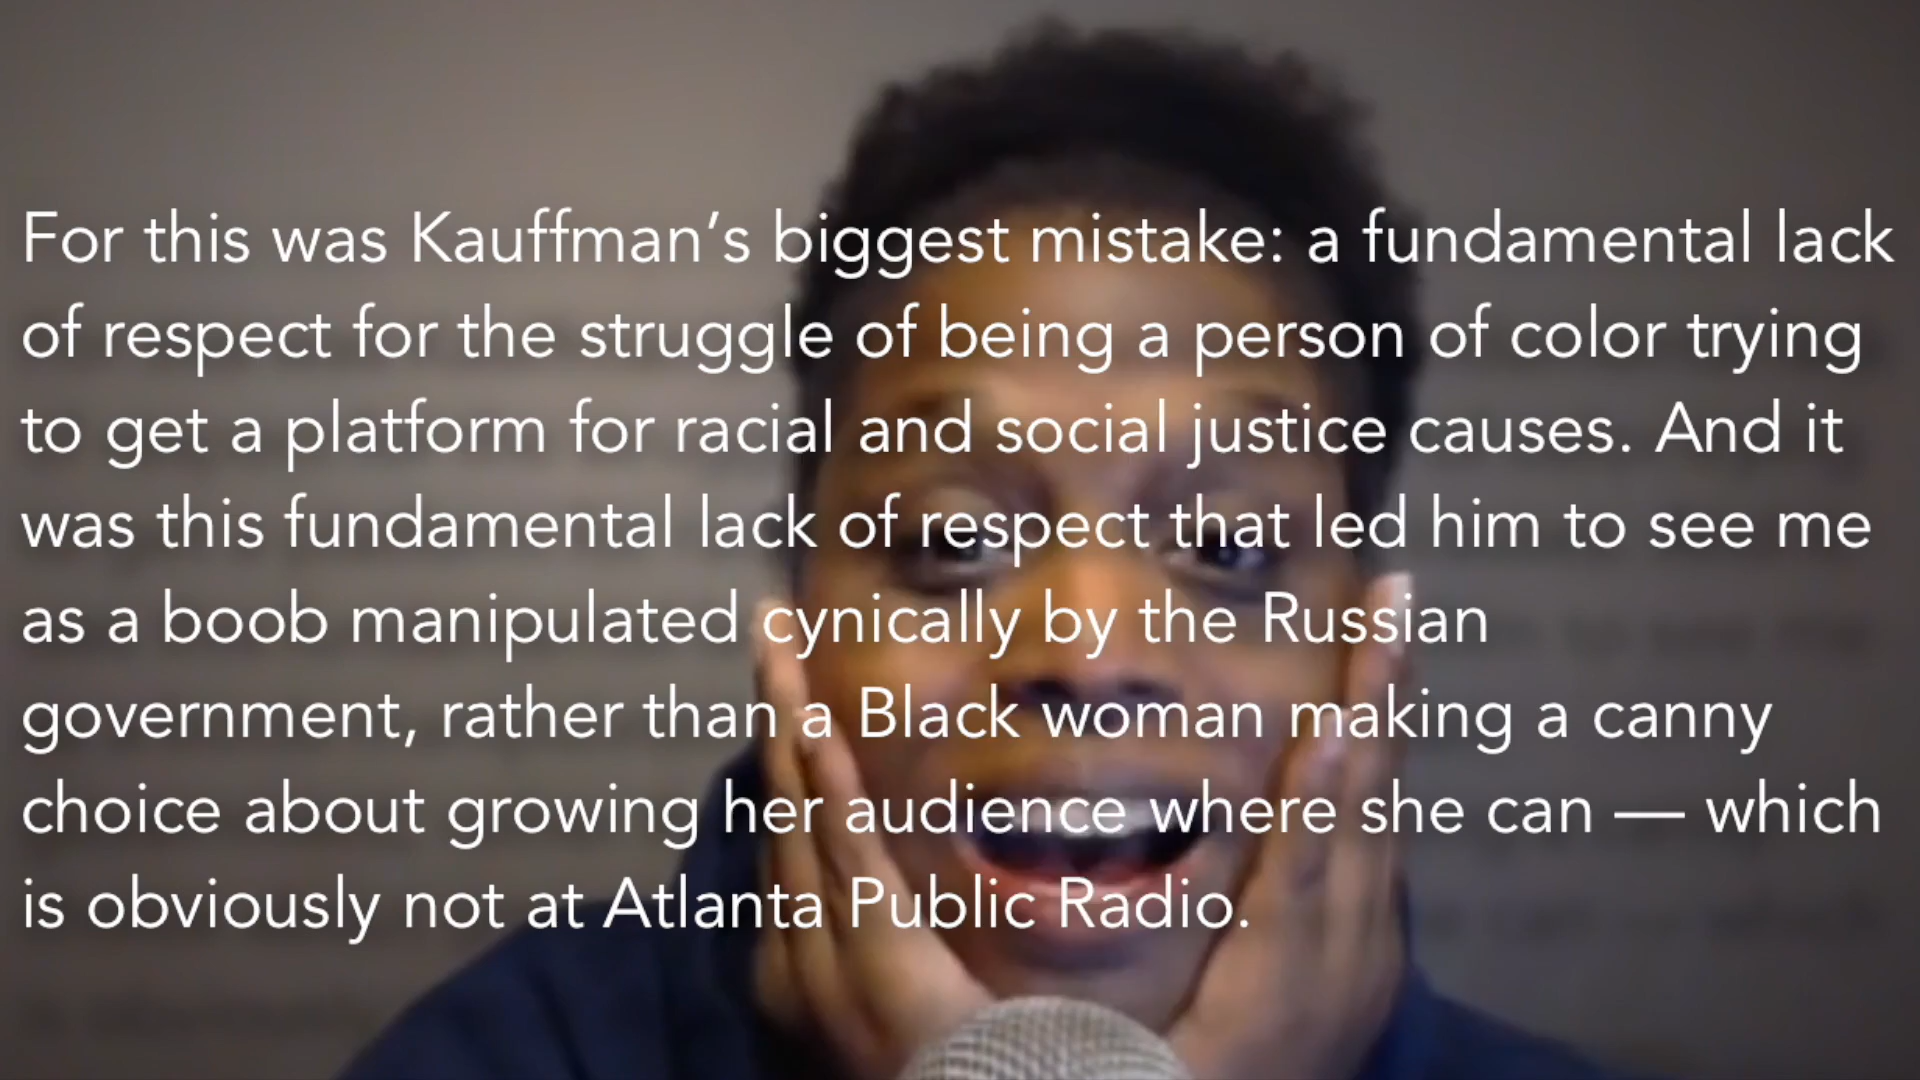 For this was Kauffman’s biggest mistake: a fundamental lack
of respect for the struggle of being a person of color trying
to get a platform for racial and social justice causes. And it
was this fundamental lack of respect that led him to see me
as a boob manipulated cynically by the Russian
government, rather than a Black woman making a canny
choice about growing her audience where she can — which
is obviously not at Atlanta Public Radio.